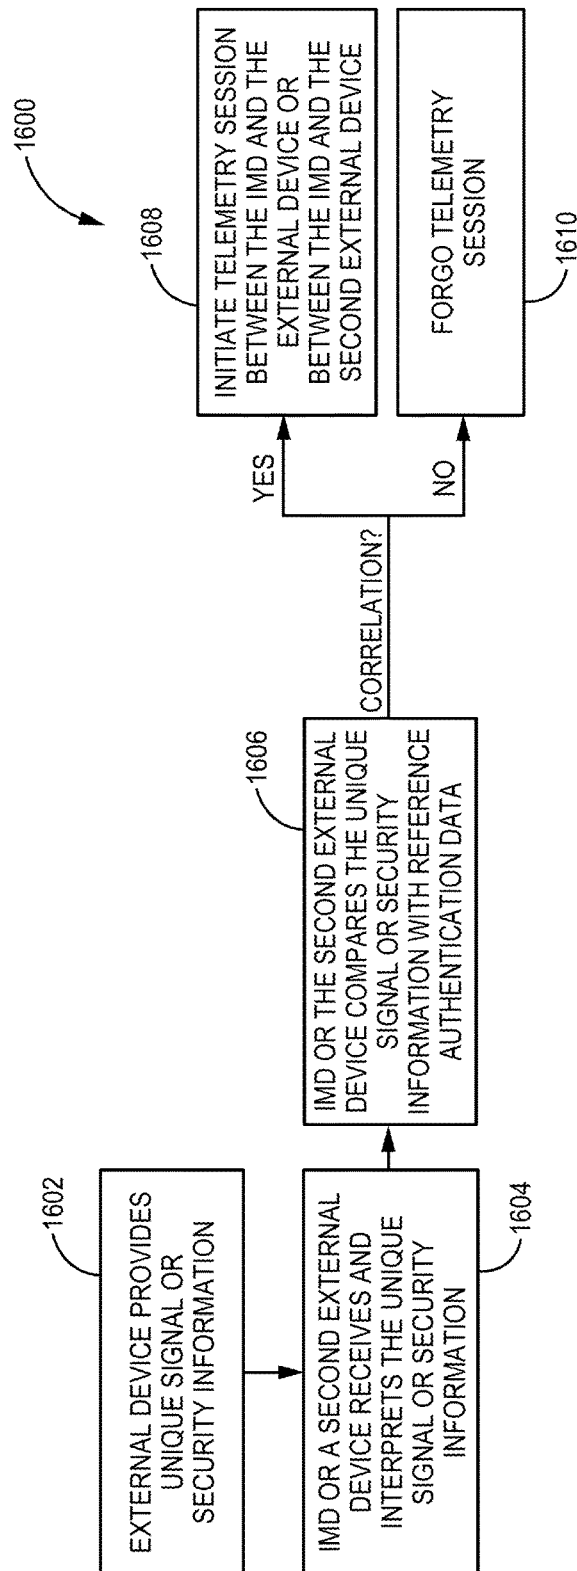 1600
1602
EXTERNAL DEVICE PROVIDES
UNIQUE SIGNAL OR
SECURITY INFORMATION
IMD OR A SECOND EXTERNAL
DEVICE RECEIVES AND
INTERPRETS THE UNIQUE
SIGNAL OR SECURITY
INFORMATION
1604
1606
IMD OR THE SECOND EXTERNAL
DEVICE COMPARES THE UNIQUE
SIGNAL OR SECURITY
INFORMATION WITH REFERENCE
AUTHENTICATION DATA
CORRELATION?
YES
NO
1608
INITIATE TELEMETRY SESSION
BETWEEN THE IMD AND THE
EXTERNAL DEVICE OR
BETWEEN THE IMD AND THE
SECOND EXTERNAL DEVICE
FORGO TELEMETRY
SESSION
1610